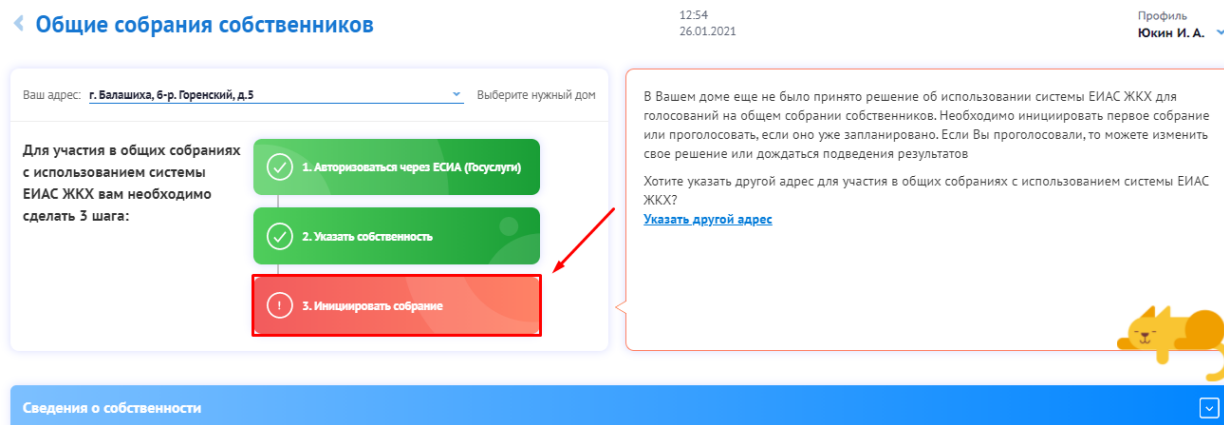 Общие собрания собственников
12:54
26.01.2021
Профиль
Юкин И. А.
Ваш адрес: г. Балашиха, б-р. Горенский, д.5
Выберите нужный дом
Для участия в общих собраниях
с использованием системы
ЕИАС ЖКХ вам необходимо
сделать 3 шага:
1. Авторизоваться через ЕСИА (Госуслуги)
2. Указать собственность
3. Инициировать собрание
В Вашем доме еще не было принято решение об использовании системы ЕИАС ЖКХ для
голосований на общем собрании собственников. Необходимо инициировать первое собрание
или проголосовать, если оно уже запланировано. Если Вы проголосовали, то можете изменить
свое решение или дождаться подведения результатов
Хотите указать другой адрес для участия в общих собраниях с использованием системы ЕИАС
ЖКХ?
Указать другой адрес
Сведения о собственности